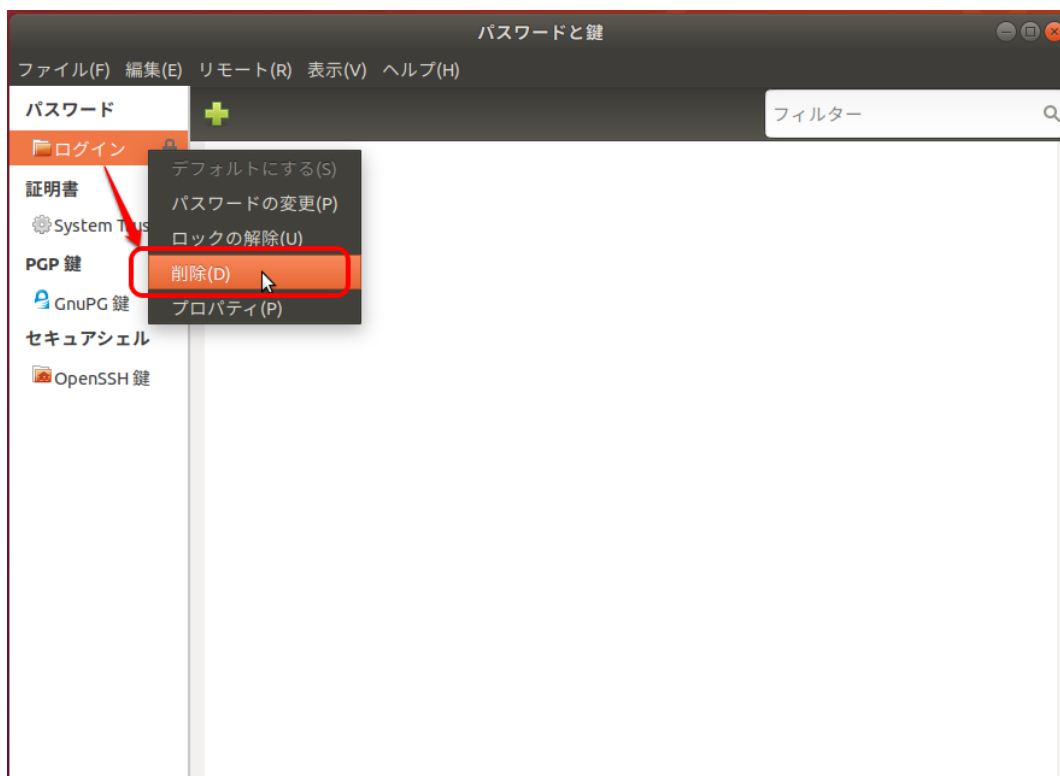 パスワードと鍵
ファイル(F) 編集(E) リモート(R) 表示(V) ヘルプ(H)
パスワード
フィルター
ログイン
デフォルトにする(S)
パスワードの変更(P)
ロックの解除(U)
削除(D)
プロパティ(P)
証明書
System Trus
PGP 鍵
GnuPG 鍵
セキュアシェル
OpenSSH 鍵